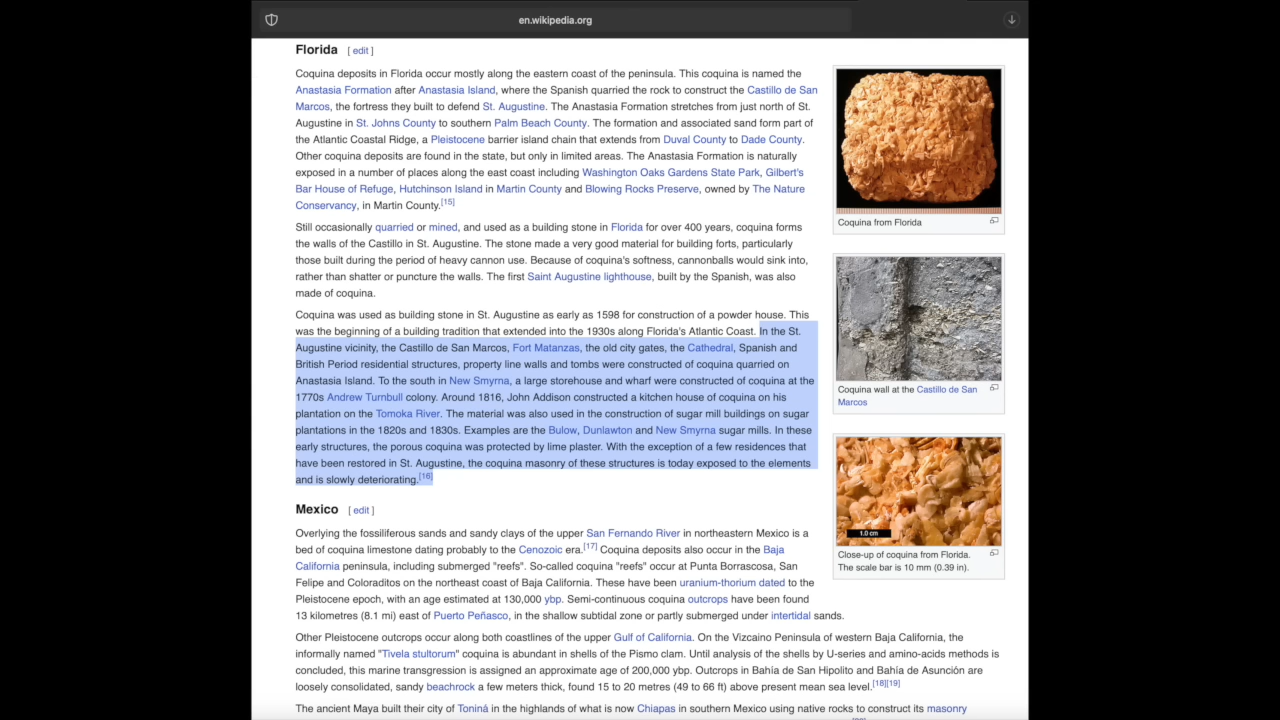 en.wikipedia.org
Florida [ edit ]
Coquina deposits in Florida occur mostly along the eastern coast of the peninsula. This coquina is named the
Anastasia Formation after Anastasia Island, where the Spanish quarried the rock to construct the Castillo de San
Marcos, the fortress they built to defend St. Augustine. The Anastasia Formation stretches from just north of St.
Augustine in St. Johns County to southern Palm Beach County. The formation and associated sand form part of
the Atlantic Coastal Ridge, a Pleistocene barrier island chain that extends from Duval County to Dade County.
Other coquina deposits are found in the state, but only in limited areas. The Anastasia Formation is naturally
exposed in a number of places along the east coast including Washington Oaks Gardens State Park, Gilbert's
Bar House of Refuge, Hutchinson Island in Martin County and Blowing Rocks Preserve, owned by The Nature
Conservancy, in Martin County.[15]
Coquina from Florida
Still occasionally quarried or mined, and used as a building stone in Florida for over 400 years, coquina forms
the walls of the Castillo in St. Augustine. The stone made a very good material for building forts, particularly
those built during the period of heavy cannon use. Because of coquina's softness, cannonballs would sink into,
rather than shatter or puncture the walls. The first Saint Augustine lighthouse, built by the Spanish, was also
made of coquina.
Coquina wall at the Castillo de San
Marcos
Coquina was used as building stone in St. Augustine as early as 1598 for construction of a powder house. This
was the beginning of a building tradition that extended into the 1930s along Florida's Atlantic Coast. In the St.
Augustine vicinity, the Castillo de San Marcos, Fort Matanzas, the old city gates, the Cathedral, Spanish and
British Period residential structures, property line walls and tombs were constructed of coquina quarried on
Anastasia Island. To the south in New Smyrna, a large storehouse and wharf were constructed of coquina at the
1770s Andrew Turnbull colony. Around 1816, John Addison constructed a kitchen house of coquina on his
plantation on the Tomoka River. The material was also used in the construction of sugar mill buildings on sugar
plantations in the 1820s and 1830s. Examples are the Bulow, Dunlawton and New Smyrna sugar mills. In these
early structures, the porous coquina was protected by lime plaster. With the exception of a few residences that
have been restored in St. Augustine, the coquina masonry of these structures is today exposed to the elements
and is slowly deteriorating.[16]
1.0 cm
Close-up of coquina from Florida.
The scale bar is 10 mm (0.39 in).
Mexico [ edit ]
Overlying the fossiliferous sands and sandy clays of the upper San Fernando River in northeastern Mexico is a
bed of coquina limestone dating probably to the Cenozoic era.[17] Coquina deposits also occur in the Baja
California peninsula, including submerged "reefs". So-called coquina "reefs" occur at Punta Borrascosa, San
Felipe and Coloraditos on the northeast coast of Baja California. These have been uranium-thorium dated to the
Pleistocene epoch, with an age estimated at 130,000 ybp. Semi-continuous coquina outcrops have been found
13 kilometres (8.1 mi) east of Puerto Peñasco, in the shallow subtidal zone or partly submerged under intertidal sands.
Other Pleistocene outcrops occur along both coastlines of the upper Gulf of California. On the Vizcaino Peninsula of western Baja California, the
informally named "Tivela stultorum" coquina is abundant in shells of the Pismo clam. Until analysis of the shells by U-series and amino-acids methods is
concluded, this marine transgression is assigned an approximate age of 200,000 ybp. Outcrops in Bahía de San Hipolito and Bahía de Asunción are
loosely consolidated, sandy beachrock a few meters thick, found 15 to 20 metres (49 to 66 ft) above present mean sea level.[18][19]
The ancient Maya built their city of Toniná in the highlands of what is now Chiapas in southern Mexico using native rocks to construct its masonry